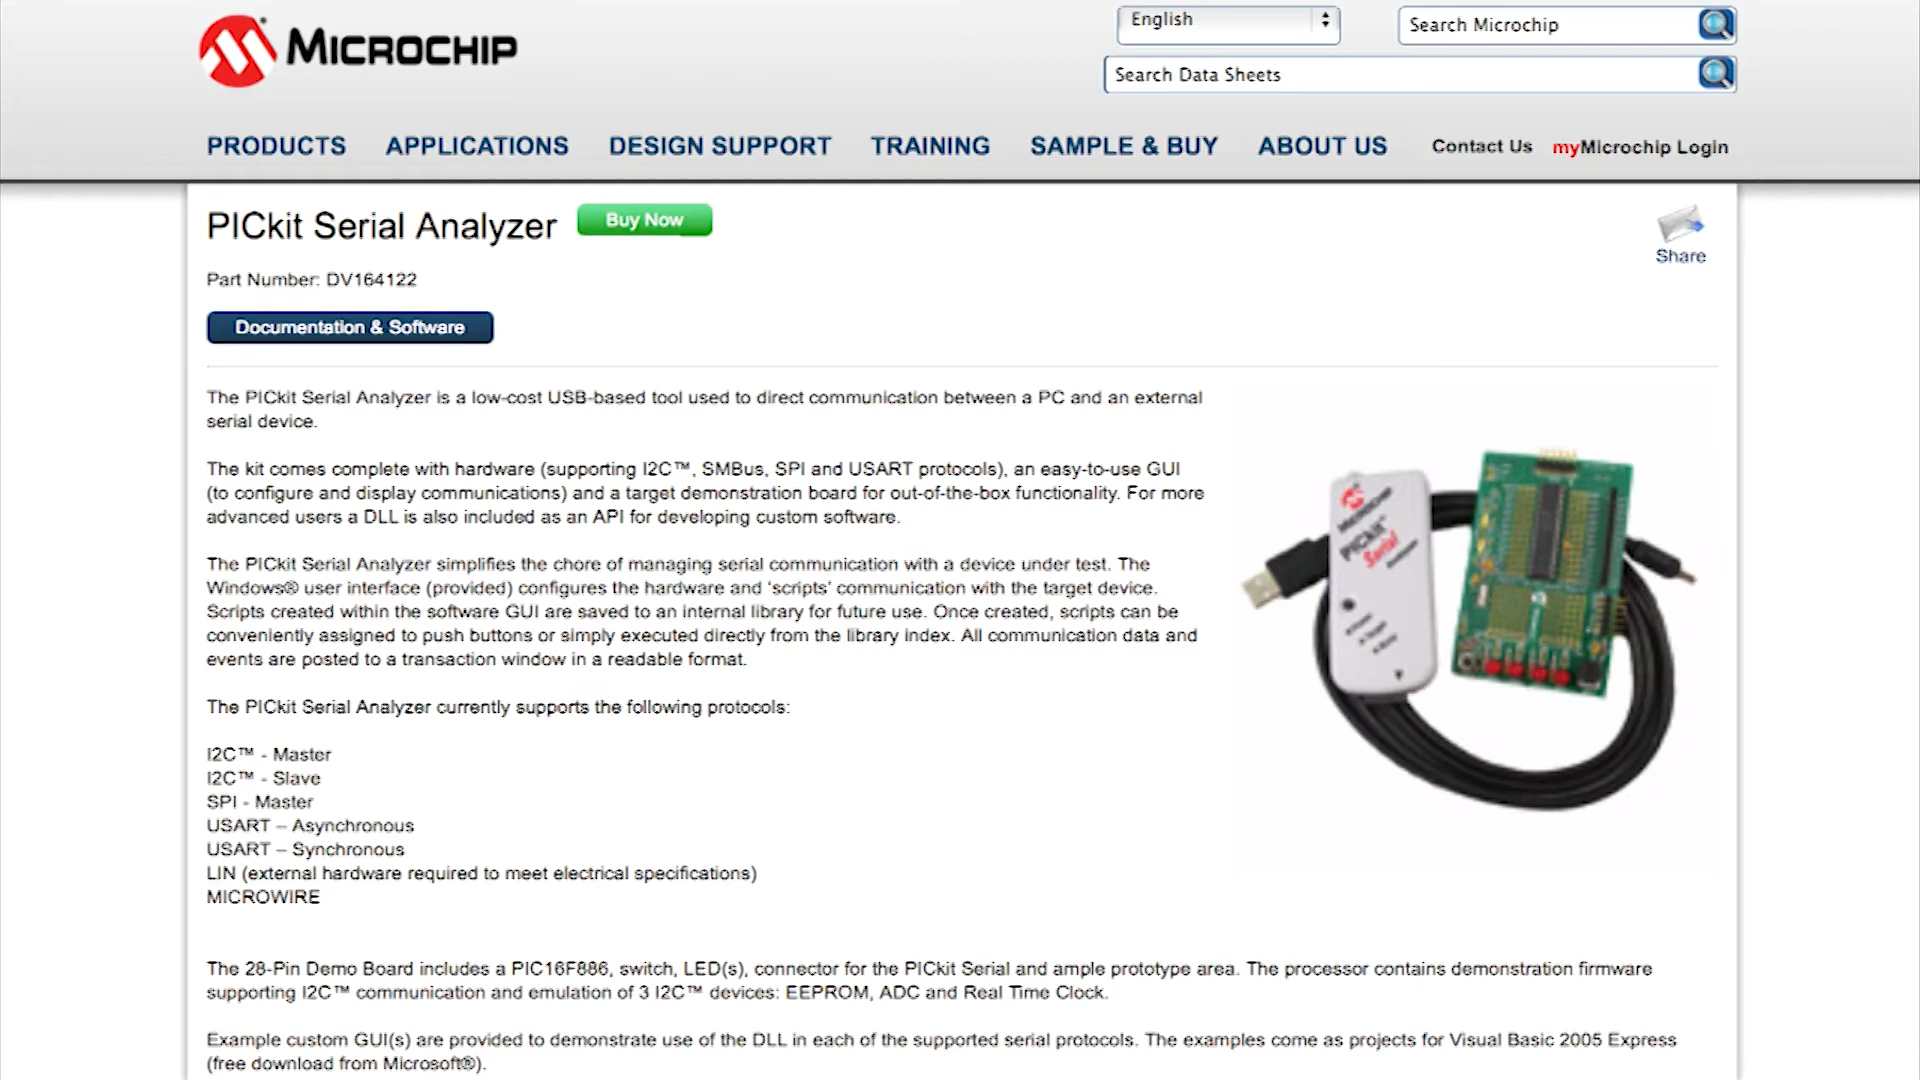 MICROCHIP
English
Search Microchip
Search Data Sheets
PRODUCTS APPLICATIONS DESIGN SUPPORT TRAINING SAMPLE & BUY ABOUT US Contact Us myMicrochip Login
PICkit Serial Analyzer Buy Now
Share
Part Number: DV164122
Documentation & Software
The PICkit Serial Analyzer is a low-cost USB-based tool used to direct communication between a PC and an external
serial device.
The kit comes complete with hardware (supporting I2C™, SMBus, SPI and USART protocols), an easy-to-use GUI
(to configure and display communications) and a target demonstration board for out-of-the-box functionality. For more
advanced users a DLL is also included as an API for developing custom software.
The PICkit Serial Analyzer simplifies the chore of managing serial communication with a device under test. The
Windows® user interface (provided) configures the hardware and ‘scripts’ communication with the target device.
Scripts created within the software GUI are saved to an internal library for future use. Once created, scripts can be
conveniently assigned to push buttons or simply executed directly from the library index. All communication data and
events are posted to a transaction window in a readable format.
The PICkit Serial Analyzer currently supports the following protocols:
I2C™ - Master
I2C™ - Slave
SPI - Master
USART – Asynchronous
USART – Synchronous
LIN (external hardware required to meet electrical specifications)
MICROWIRE
MICROCHIP
PICkit™
Serial
The 28-Pin Demo Board includes a PIC16F886, switch, LED(s), connector for the PICkit Serial and ample prototype area. The processor contains demonstration firmware
supporting I2C™ communication and emulation of 3 I2C™ devices: EEPROM, ADC and Real Time Clock.
Example custom GUI(s) are provided to demonstrate use of the DLL in each of the supported serial protocols. The examples come as projects for Visual Basic 2005 Express
(free download from Microsoft®).